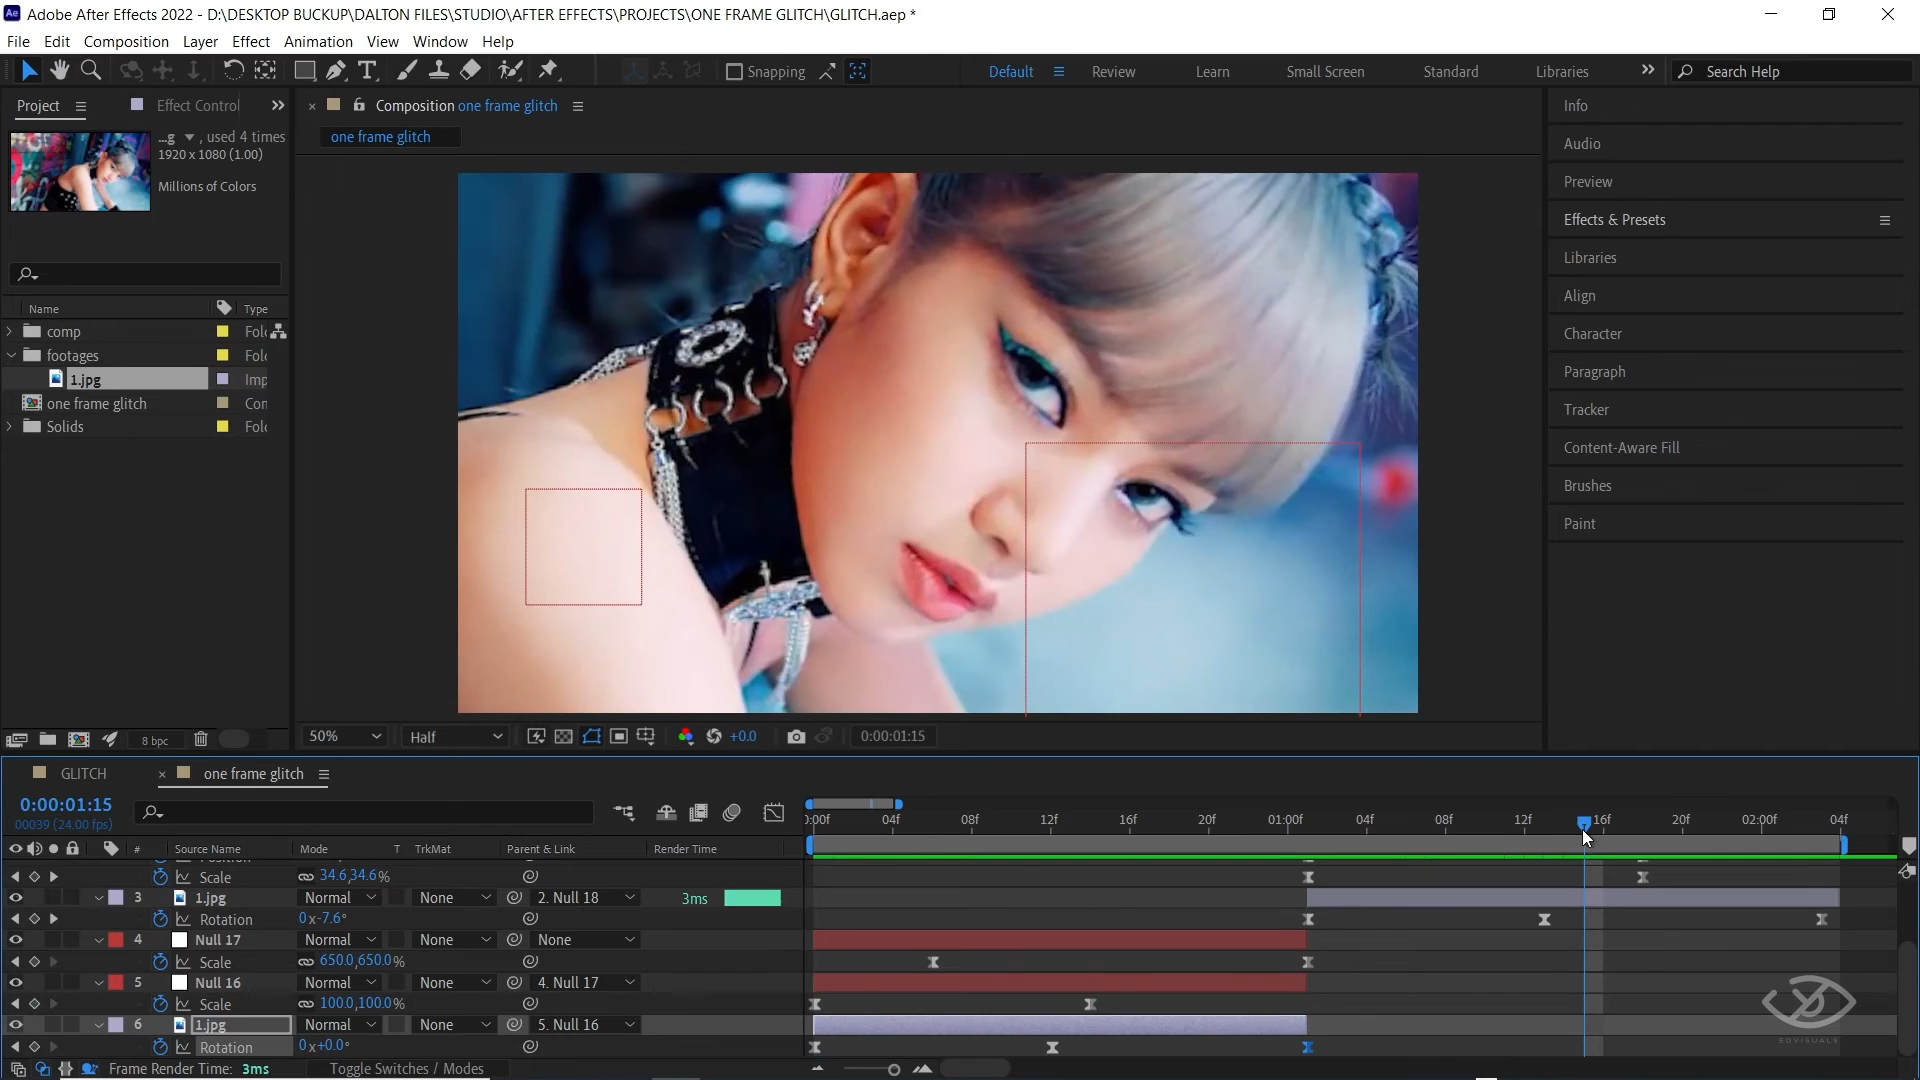 Adobe After Effects 2022 - D:\DESKTOP BUCKUP\DALTON FILES\STUDIO\AFTER EFFECTS\PROJECTS\ONE FRAME GLITCH\GLITCH.aep *
File Edit Composition Layer Effect Animation View Window Help
Snapping Default Review Learn Small Screen Standard Libraries Search Help
Project Effect Control
Composition one frame glitch
one frame glitch
...g , used 4 times
1920 x 1080 (1.00)
Millions of Colors
Name Type
comp Fol
footages Fol
1.jpg Imp
one frame glitch Con
Solids Fol
8 bpc
50% Half +0.0 0:00:01:15
Info
Audio
Preview
Effects & Presets
Libraries
Align
Character
Paragraph
Tracker
Content-Aware Fill
Brushes
Paint
GLITCH one frame glitch
0:00:01:15
00039 (24.00 fps)
):00f 04f 08f 12f 16f 20f 01:00f 04f 08f 12f 16f 20f 02:00f 04f
# Source Name Mode T TrkMat Parent & Link Render Time
Scale 34.6,34.6%
3 1.jpg Normal None 2. Null 18 3ms
Rotation 0x-7.6°
4 Null 17 Normal None None
Scale 650.0,650.0%
5 Null 16 Normal None 4. Null 17
Scale 100.0,100.0%
6 1.jpg Normal None 5. Null 16
Rotation 0x+0.0°
Frame Render Time: 3ms Toggle Switches / Modes
EDVISUALS